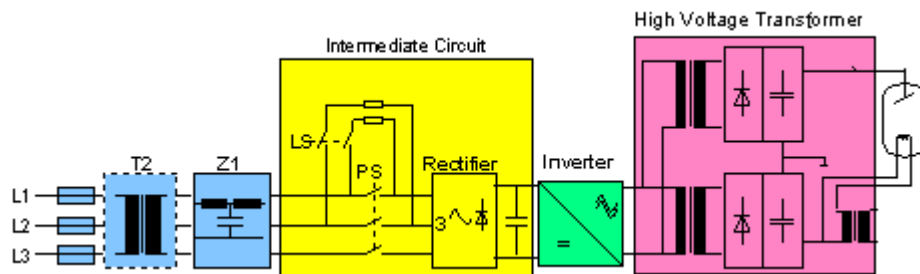 High Voltage Transformer
Intermediate Circuit
LS
T2
Z1
PS
Rectifier
Inverter
L1
L2
L3
3
=